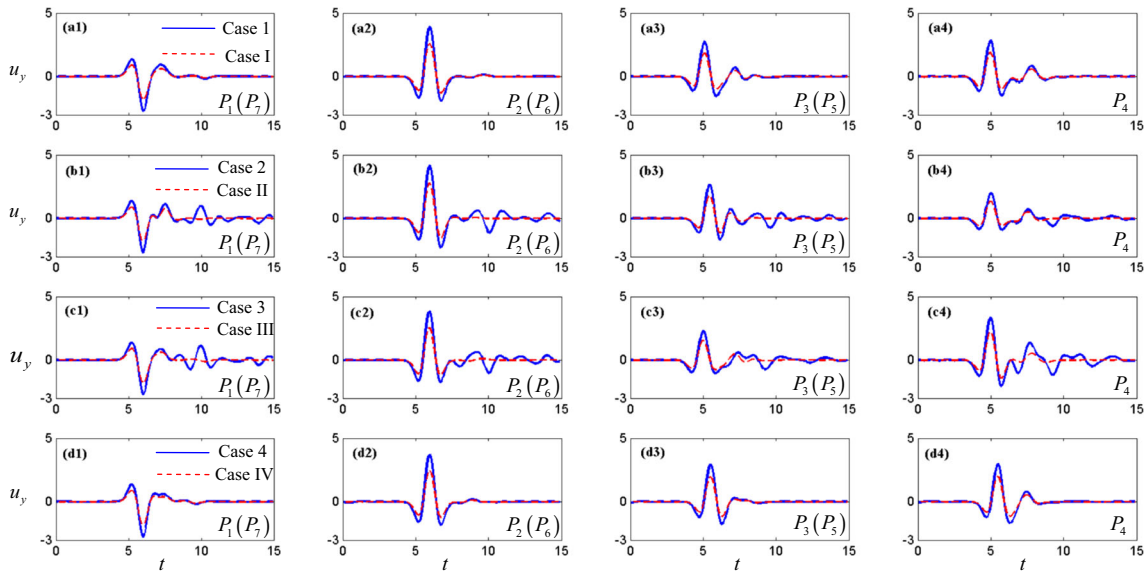 (a1) Case 1 (a2) (a3) (a4)
Case I
5 5 5 5
u_y 0 0 0 0
P_1(P_7) P_2(P_6) P_3(P_5) P_4
-3 -3 -3 -3
0 5 10 15 0 5 10 15 0 5 10 15 0 5 10 15
(b1) Case 2 (b2) (b3) (b4)
Case II
5 5 5 5
u_y 0 0 0 0
P_1(P_7) P_2(P_6) P_3(P_5) P_4
-3 -3 -3 -3
0 5 10 15 0 5 10 15 0 5 10 15 0 5 10 15
(c1) Case 3 (c2) (c3) (c4)
Case III
5 5 5 5
u_y 0 0 0 0
P_1(P_7) P_2(P_6) P_3(P_5) P_4
-3 -3 -3 -3
0 5 10 15 0 5 10 15 0 5 10 15 0 5 10 15
(d1) Case 4 (d2) (d3) (d4)
Case IV
5 5 5 5
u_y 0 0 0 0
P_1(P_7) P_2(P_6) P_3(P_5) P_4
-3 -3 -3 -3
0 5 10 15 0 5 10 15 0 5 10 15 0 5 10 15
t t t t